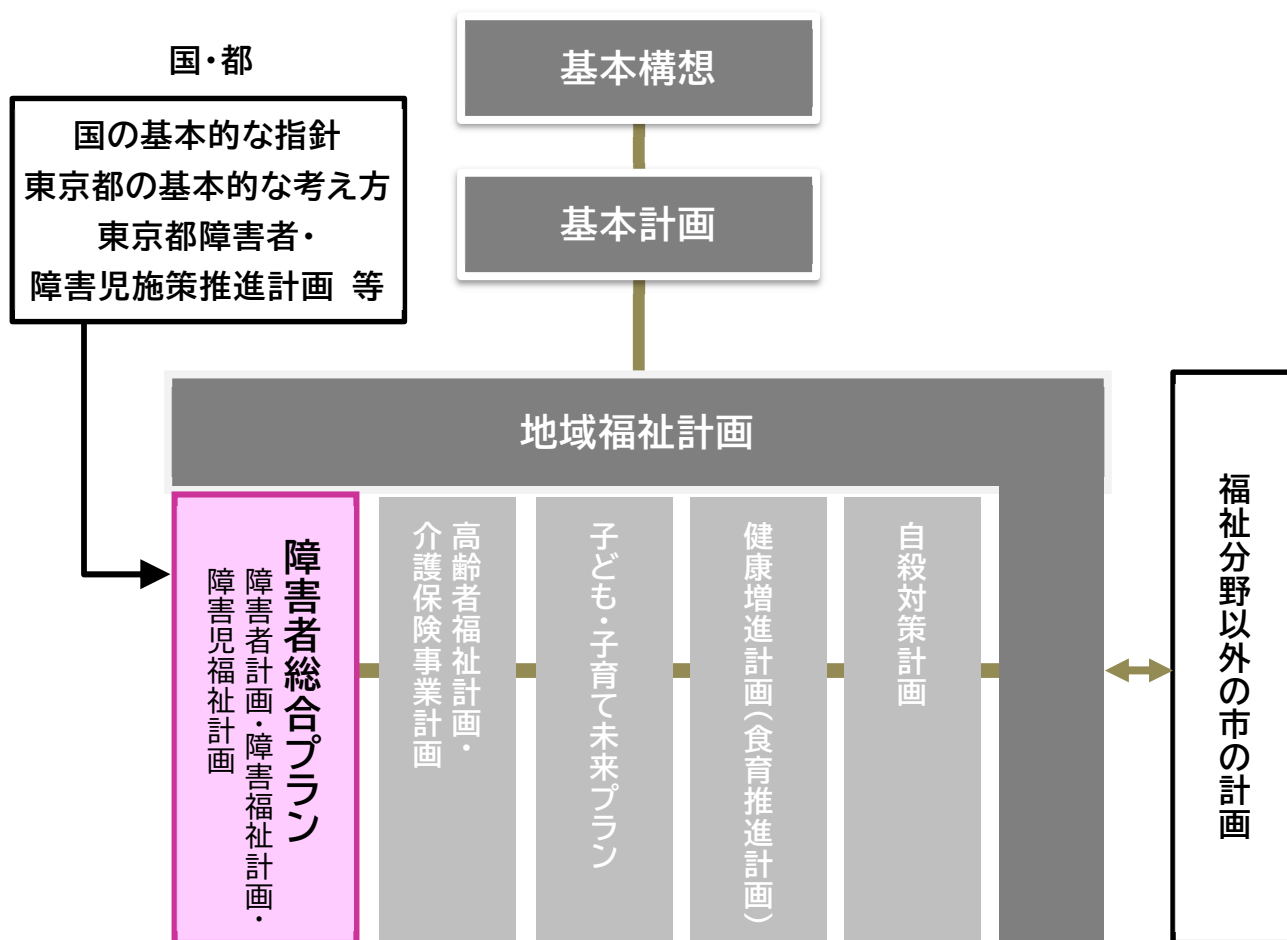 国・都
国の基本的な指針
東京都の基本的な考え方
東京都障害者・
障害児施策推進計画 等
基本構想
基本計画
地域福祉計画
障害者総合プラン
障害者計画・障害福祉計画・
障害児福祉計画
高齢者福祉計画・
介護保険事業計画
子ども・子育て未来プラン
健康増進計画(食育推進計画)
自殺対策計画
福祉分野以外の市の計画